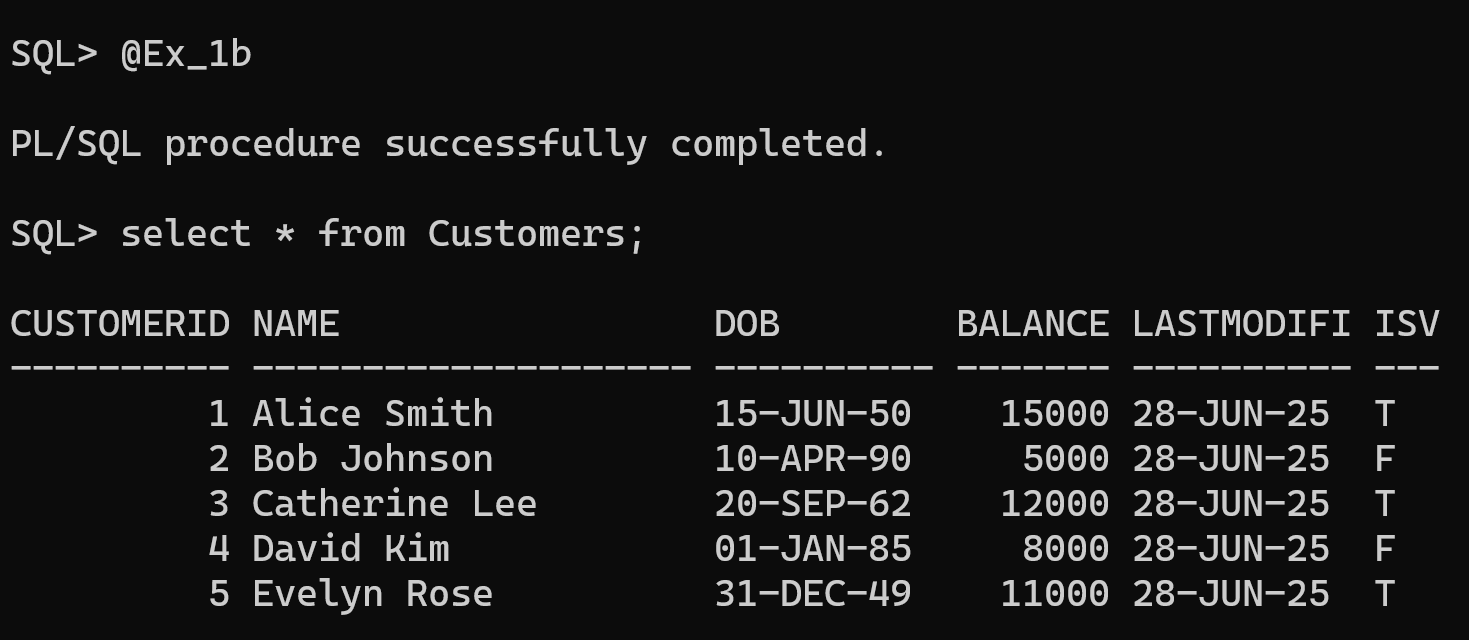 SQL> @Ex_1b
PL/SQL procedure successfully completed.
SQL> select * from Customers;
CUSTOMERID NAME                 DOB        BALANCE LASTMODIFI ISV
---------- -------------------- ---------- ------- ---------- ---
         1 Alice Smith          15-JUN-50    15000 28-JUN-25  T
         2 Bob Johnson          10-APR-90     5000 28-JUN-25  F
         3 Catherine Lee        20-SEP-62    12000 28-JUN-25  T
         4 David Kim            01-JAN-85     8000 28-JUN-25  F
         5 Evelyn Rose          31-DEC-49    11000 28-JUN-25  T